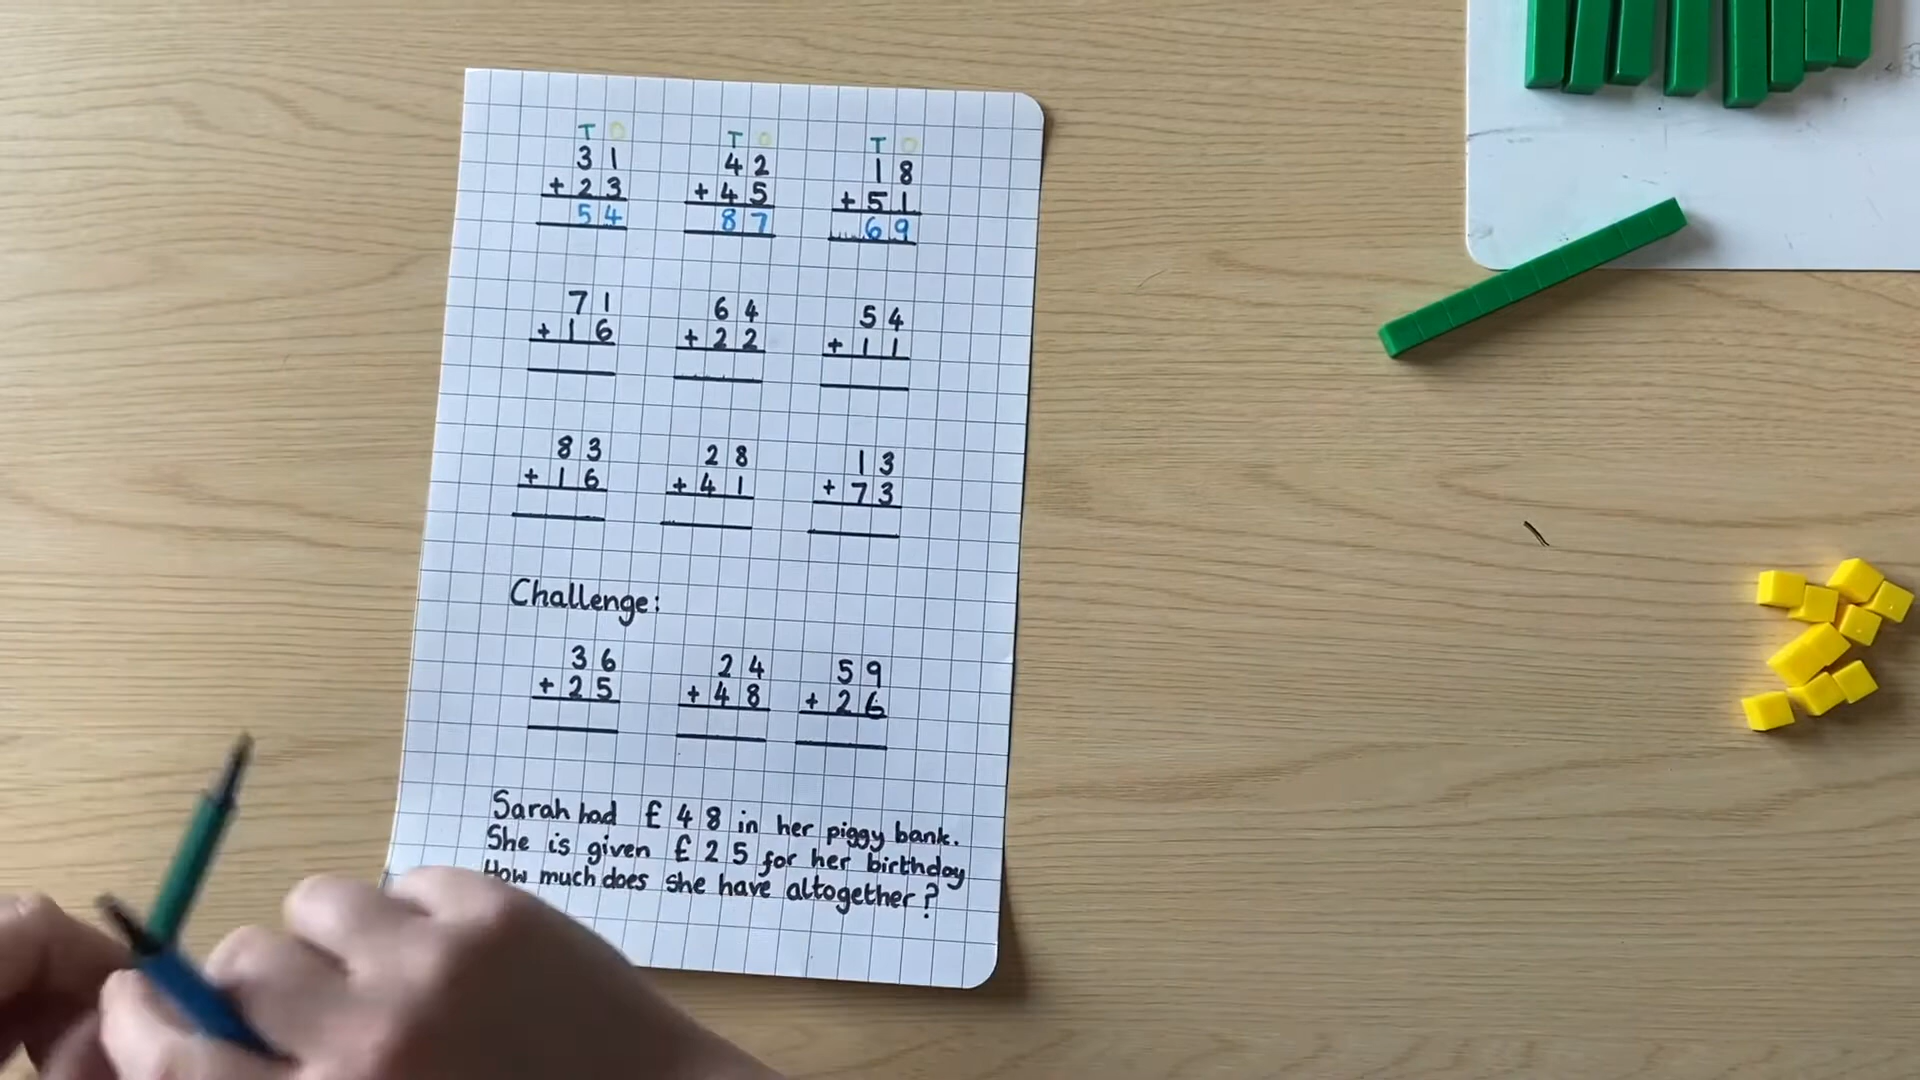 T O T O T O
31 42 18
+23 +45 +51
54 87 69
71 64 54
+16 +22 +11
83 28 13
+16 +41 +73
Challenge:
36 24 59
+25 +48 +26
Sarah had £48 in her piggy bank.
She is given £25 for her birthday
How much does she have altogether?